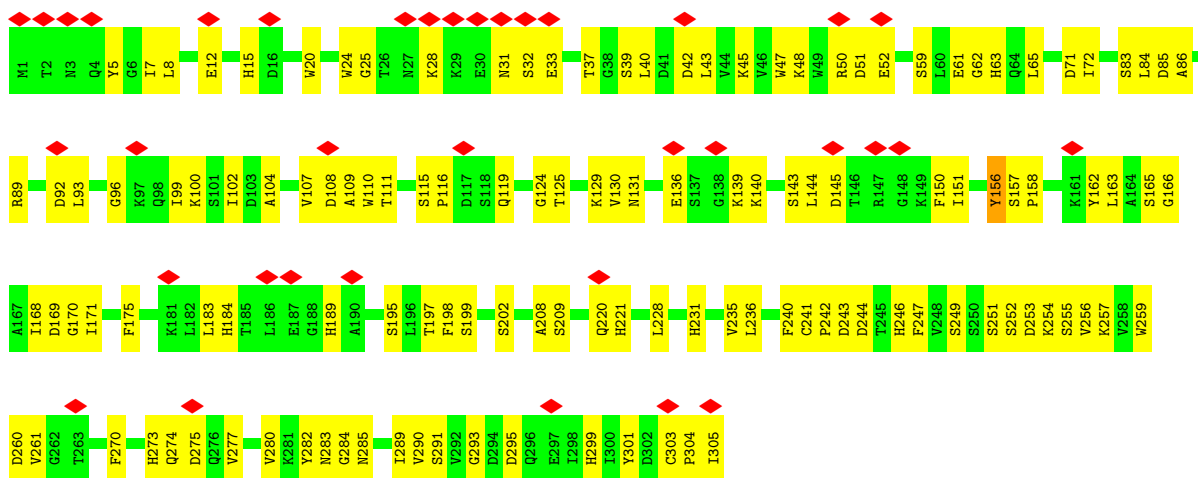 M1 T2 N3 Q4 Y5 G6 I7 L8 E12 H15 D16 W20 W24 G25 T26 N27 K28 K29 E30 N31 S32 E33 T37 G38 S39 L40 D41 D42 L43 V44 K45 V46 W47 K48 W49 R50 D51 E52 S59 L60 E61 G62 H63 Q64 L65 D71 I72 S83 L84 D85 A86
R89 D92 L93 G96 K97 Q98 I99 K100 S101 I102 D103 A104 V107 D108 A109 W110 T111 S115 P116 D117 S118 Q119 G124 T125 K129 V130 N131 E136 S137 G138 K139 K140 S143 L144 D145 T146 R147 G148 K149 F150 I151 Y156 S157 P158 K161 Y162 L163 A164 S165 G166
A167 I168 D169 G170 I171 F175 K181 L182 L183 H184 T185 L186 E187 G188 H189 A190 S195 L196 T197 F198 S199 S202 A208 S209 Q220 H221 L228 H231 V235 L236 F240 C241 P242 D243 D244 T245 H246 F247 V248 S249 S250 S251 S252 D253 K254 S255 V256 K257 V258 W259
D260 V261 G262 T263 F270 H273 Q274 D275 Q276 V277 V280 K281 Y282 N283 G284 N285 I289 V290 S291 V292 G293 D294 D295 Q296 E297 I298 H299 I300 Y301 D302 C303 P304 I305